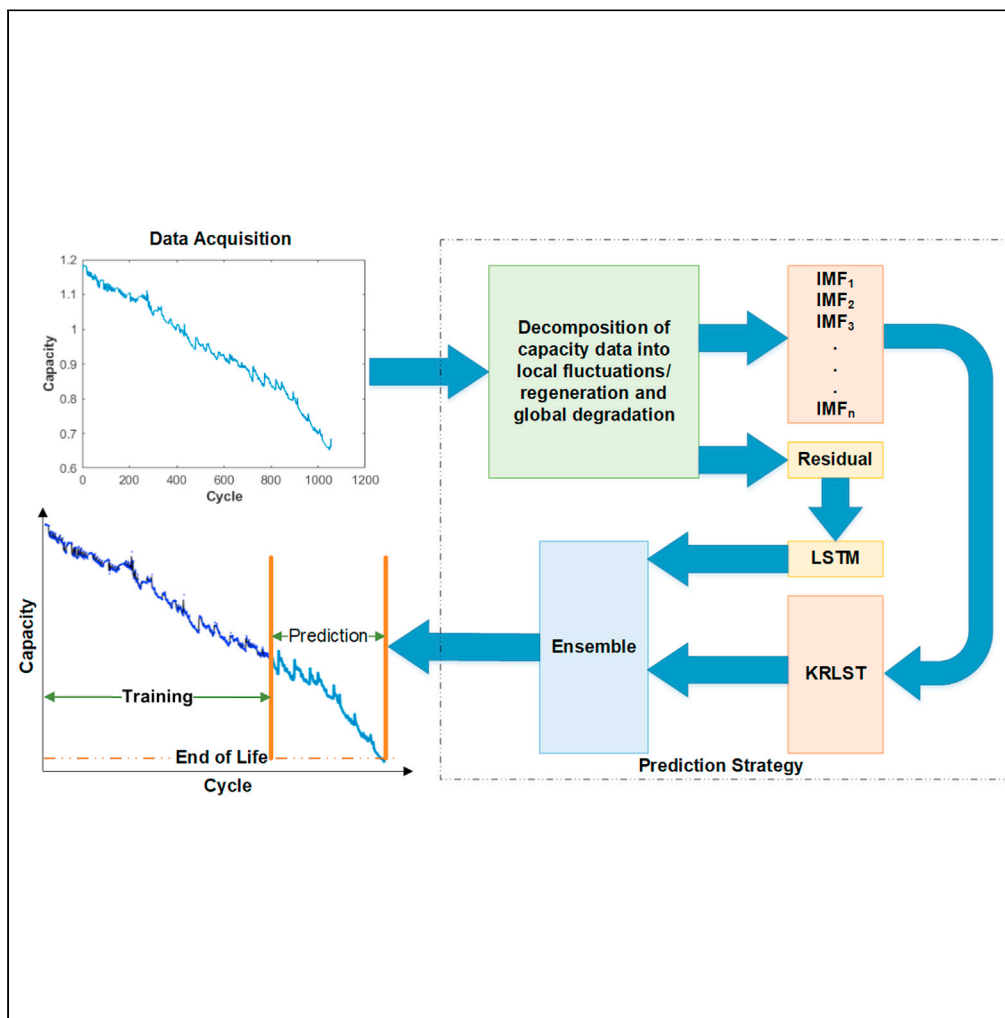 Data Acquisition
1.2
1.1
1
0.9
0.8
0.7
0.6
Capacity
0
200
400
600
800
1000
1200
Cycle
Decomposition of
capacity data into
local fluctuations/
regeneration and
global degradation
IMF₁
IMF₂
IMF₃
.
.
.
IMFₙ
Residual
LSTM
KRLST
Ensemble
Prediction Strategy
Capacity
Prediction
Training
End of Life
Cycle